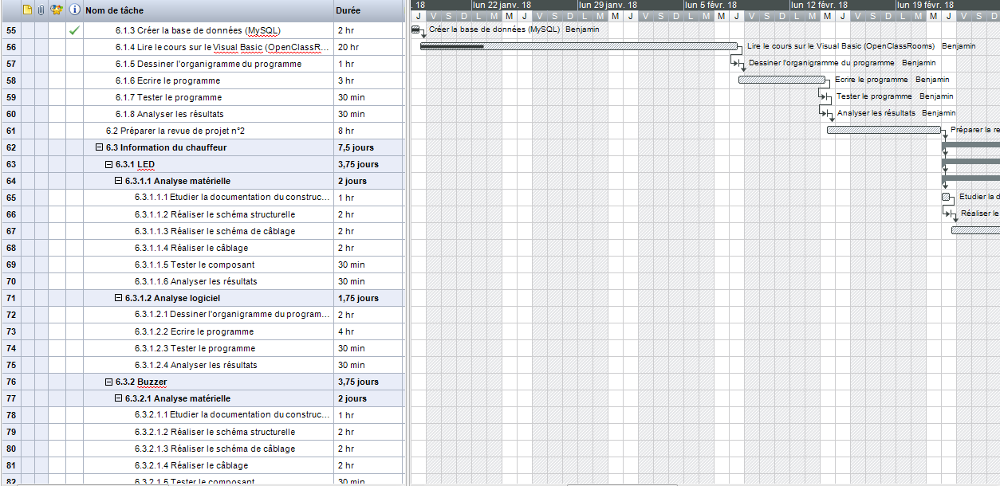 Nom de tâche Durée 18 lun 22 janv. 18 lun 29 janv. 18 lun 5 févr. 18 lun 12 févr. 18 lun 19 févr. 18
J V S D L M M J V S D L M M J V S D L M M J V S D L M M J V S D L M M J V S D
55 6.1.3 Créer la base de données (MySQL) 2 hr Créer la base de données (MySQL) Benjamin
56 6.1.4 Lire le cours sur le Visual Basic (OpenClassR... 20 hr Lire le cours sur le Visual Basic (OpenClassRooms) Benjamin
57 6.1.5 Dessiner l'organigramme du programme 1 hr Dessiner l'organigramme du programme Benjamin
58 6.1.6 Ecrire le programme 3 hr Ecrire le programme Benjamin
59 6.1.7 Tester le programme 30 min Tester le programme Benjamin
60 6.1.8 Analyser les résultats 30 min Analyser les résultats Benjamin
61 6.2 Préparer la revue de projet n°2 8 hr Préparer la re
62 6.3 Information du chauffeur 7,5 jours
63 6.3.1 LED 3,75 jours
64 6.3.1.1 Analyse matérielle 2 jours
65 6.3.1.1.1 Etudier la documentation du construc... 1 hr Etudier la d
66 6.3.1.1.2 Réaliser le schéma structurelle 2 hr Réaliser le
67 6.3.1.1.3 Réaliser le schéma de câblage 2 hr
68 6.3.1.1.4 Réaliser le câblage 2 hr
69 6.3.1.1.5 Tester le composant 30 min
70 6.3.1.1.6 Analyser les résultats 30 min
71 6.3.1.2 Analyse logiciel 1,75 jours
72 6.3.1.2.1 Dessiner l'organigramme du program... 2 hr
73 6.3.1.2.2 Ecrire le programme 4 hr
74 6.3.1.2.3 Tester le programme 30 min
75 6.3.1.2.4 Analyser les résultats 30 min
76 6.3.2 Buzzer 3,75 jours
77 6.3.2.1 Analyse matérielle 2 jours
78 6.3.2.1.1 Etudier la documentation du construc... 1 hr
79 6.3.2.1.2 Réaliser le schéma structurelle 2 hr
80 6.3.2.1.3 Réaliser le schéma de câblage 2 hr
81 6.3.2.1.4 Réaliser le câblage 2 hr
82 6.3.2.1.5 Tester le composant 30 min